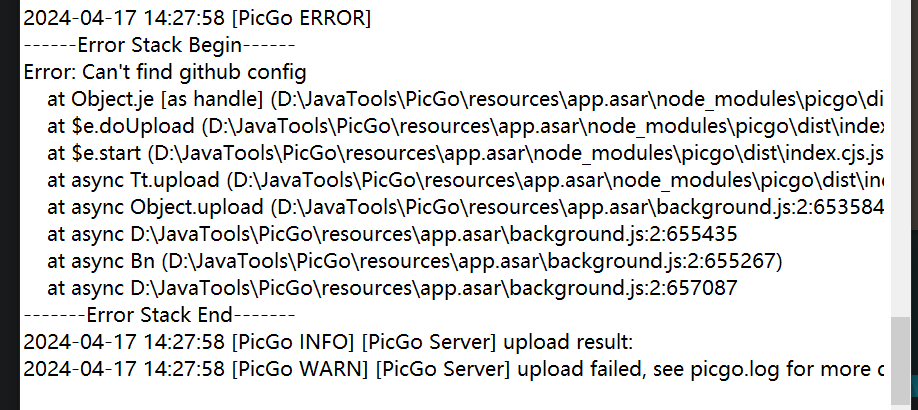 2024-04-17 14:27:58 [PicGo ERROR]
------Error Stack Begin------
Error: Can't find github config
at Object.je [as handle] (D:\JavaTools\PicGo\resources\app.asar\node_modules\picgo\di
at $e.doUpload (D:\JavaTools\PicGo\resources\app.asar\node_modules\picgo\dist\index
at $e.start (D:\JavaTools\PicGo\resources\app.asar\node_modules\picgo\dist\index.cjs.js
at async Tt.upload (D:\JavaTools\PicGo\resources\app.asar\node_modules\picgo\dist\in
at async Object.upload (D:\JavaTools\PicGo\resources\app.asar\background.js:2:653584
at async D:\JavaTools\PicGo\resources\app.asar\background.js:2:655435
at async Bn (D:\JavaTools\PicGo\resources\app.asar\background.js:2:655267)
at async D:\JavaTools\PicGo\resources\app.asar\background.js:2:657087
-------Error Stack End-------
2024-04-17 14:27:58 [PicGo INFO] [PicGo Server] upload result:
2024-04-17 14:27:58 [PicGo WARN] [PicGo Server] upload failed, see picgo.log for more